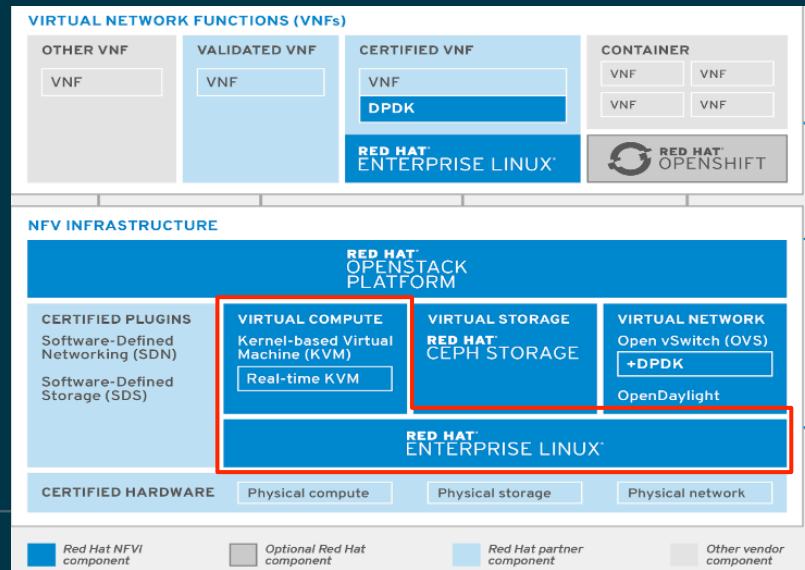 VIRTUAL NETWORK FUNCTIONS (VNFs)
OTHER VNF
VNF
VALIDATED VNF
VNF
CERTIFIED VNF
VNF
DPDK
RED HAT
ENTERPRISE LINUX
CONTAINER
VNF VNF
VNF VNF
RED HAT
OPENSHIFT
NFV INFRASTRUCTURE
RED HAT
OPENSTACK
PLATFORM
CERTIFIED PLUGINS
Software-Defined
Networking (SDN)
Software-Defined
Storage (SDS)
VIRTUAL COMPUTE
Kernel-based Virtual
Machine (KVM)
Real-time KVM
VIRTUAL STORAGE
RED HAT
CEPH STORAGE
VIRTUAL NETWORK
Open vSwitch (OVS)
+DPDK
OpenDaylight
RED HAT
ENTERPRISE LINUX
CERTIFIED HARDWARE
Physical compute
Physical storage
Physical network
Red Hat NFVI
component
Optional Red Hat
component
Red Hat partner
component
Other vendor
component